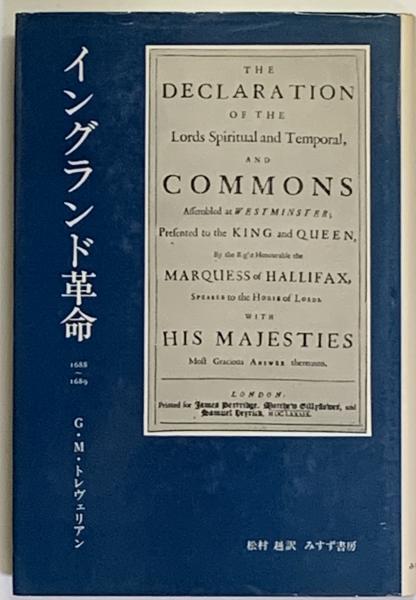 イングランド革命
1688
～
1689
G・M・トレヴェリアン
THE
DECLARATION
OF THE
Lords Spiritual and Temporal,
AND
COMMONS
Assembled at WESTMINSTER;
Presented to the KING and QUEEN,
By the Right Honourable the
MARQUESS of HALLIFAX,
SPEAKER to the HOUSE of LORDS.
WITH
HIS MAJESTIES
Most Gracious ANSWER thereunto.
LONDON:
Printed for James Partridge, Matthew Gillyflower, and
Samuel Heyrick, MDCLXXXIX.
松村 赳訳 みすず書房